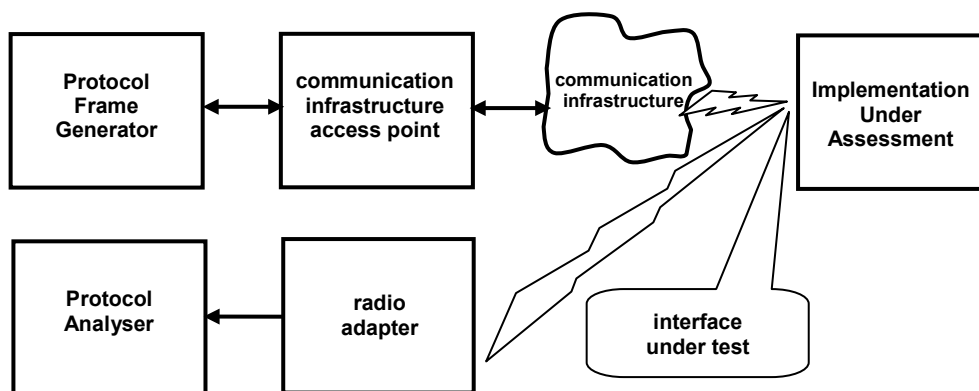 Protocol
Frame
Generator
communication
infrastructure
access point
communication
infrastructure
Implementation
Under
Assessment
Protocol
Analyser
radio
adapter
interface
under test